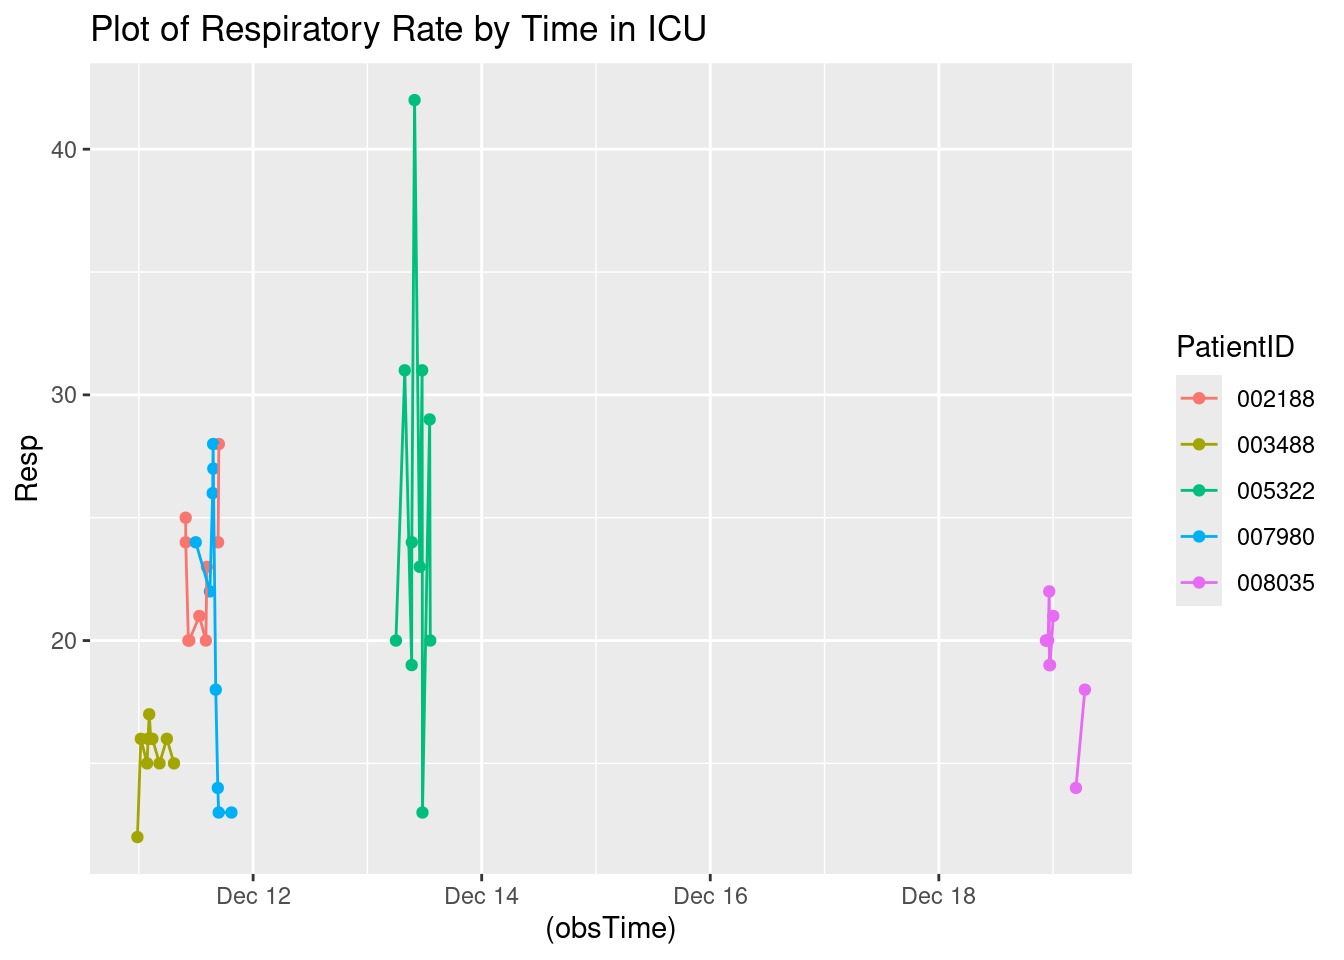 Plot of Respiratory Rate by Time in ICU
40
30
20
Resp
Dec 12
Dec 14
Dec 16
Dec 18
(obsTime)
PatientID
002188
003488
005322
007980
008035